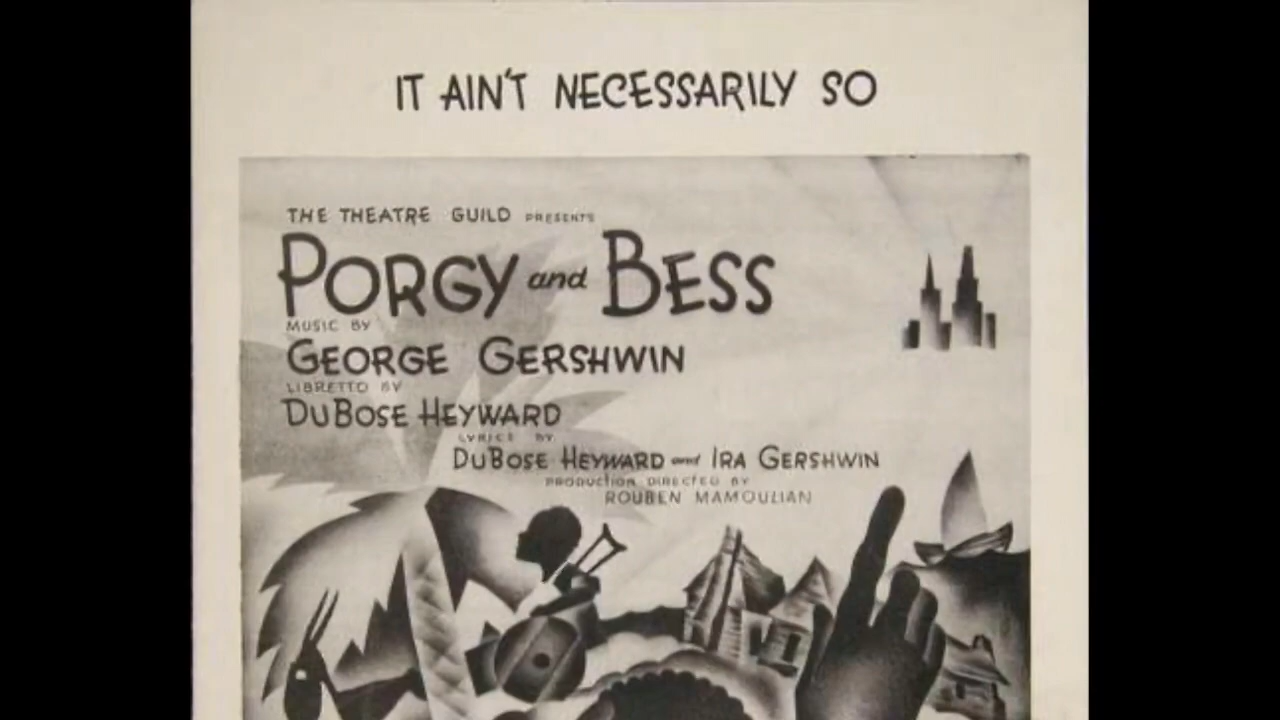 IT AIN'T NECESSARILY SO
THE THEATRE GUILD PRESENTS
PORGY and BESS
MUSIC BY
GEORGE GERSHWIN
LIBRETTO BY
DUBOSE HEYWARD
LYRICS BY
DUBOSE HEYWARD and IRA GERSHWIN
PRODUCTION DIRECTED BY
ROUBEN MAMOULIAN